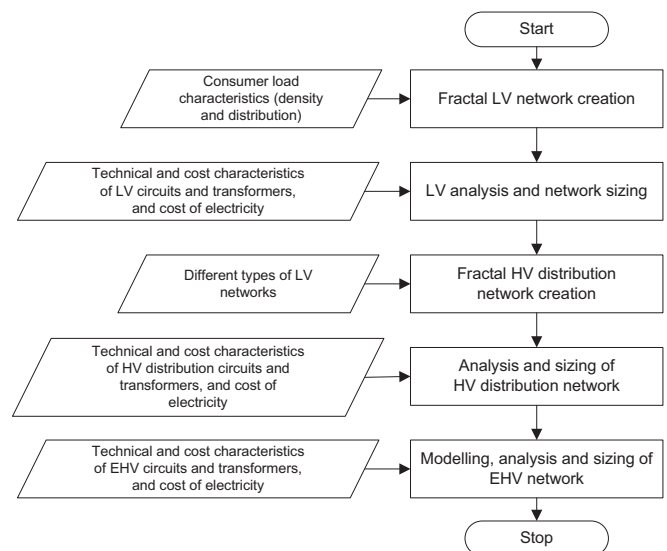 Start
Consumer load
characteristics (density
and distribution)
Fractal LV network creation
Technical and cost characteristics
of LV circuits and transformers,
and cost of electricity
LV analysis and network sizing
Different types of LV
networks
Fractal HV distribution
network creation
Technical and cost characteristics
of HV distribution circuits and
transformers, and cost of
electricity
Analysis and sizing of
HV distribution network
Technical and cost characteristics
of EHV circuits and transformers,
and cost of electricity
Modelling, analysis and sizing of
EHV network
Stop